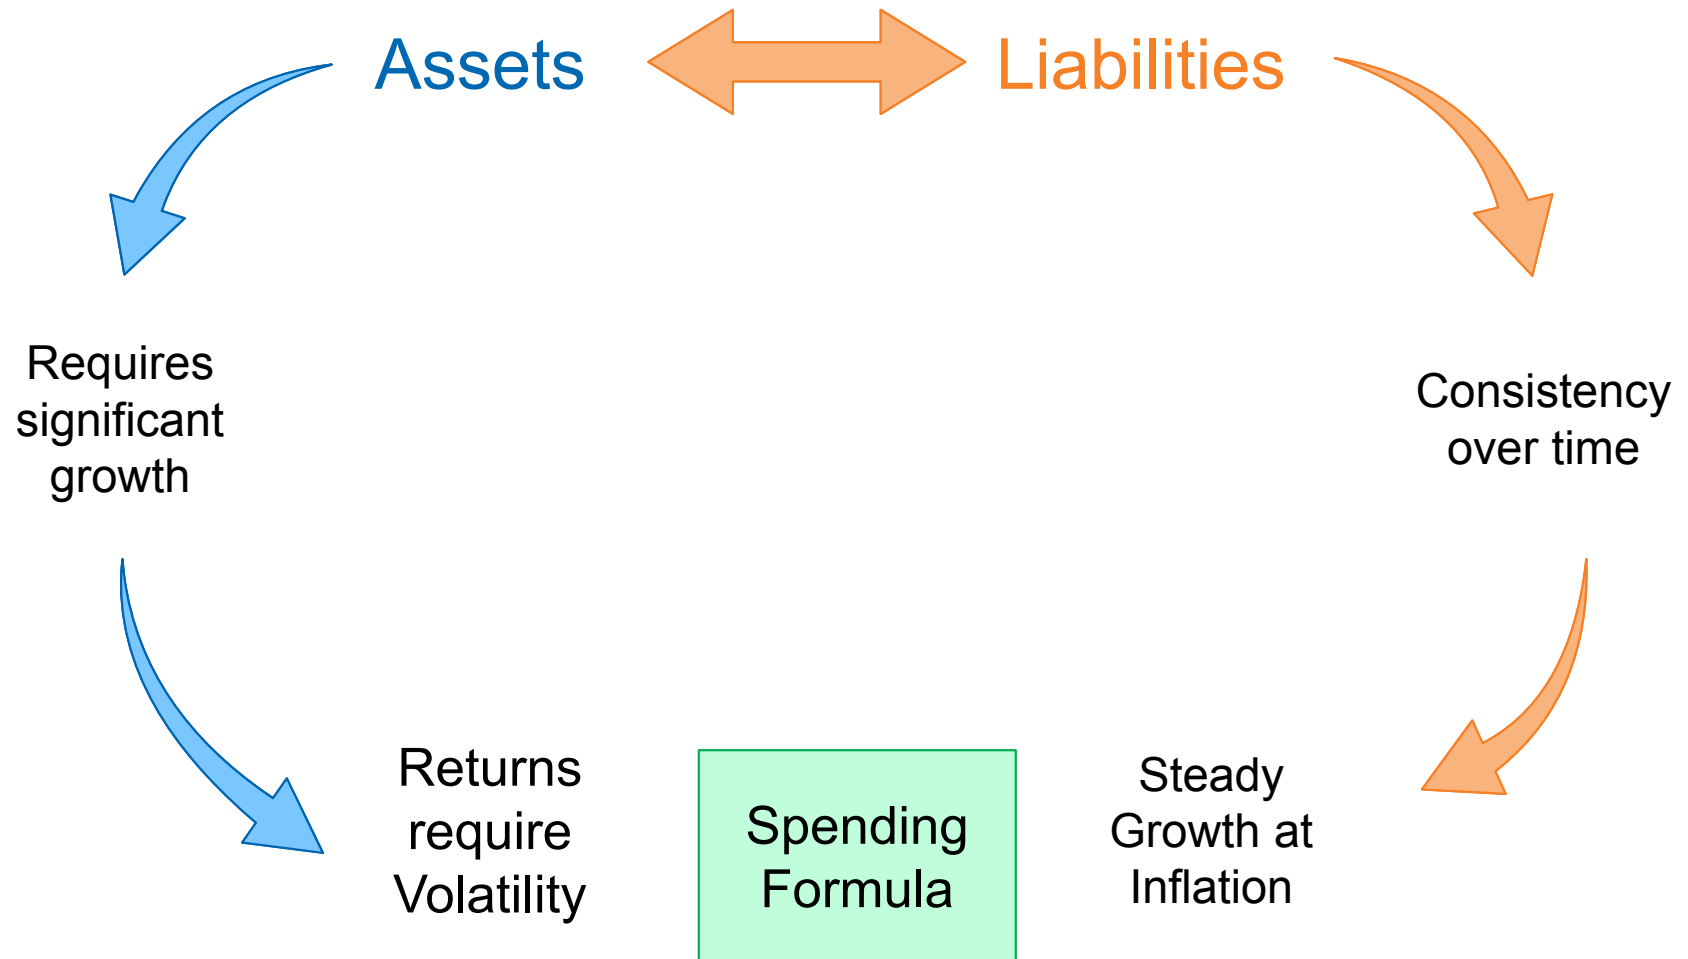 Assets
Liabilities
Requires
significant
growth
Consistency
over time
Returns
require
Volatility
Spending
Formula
Steady
Growth at
Inflation